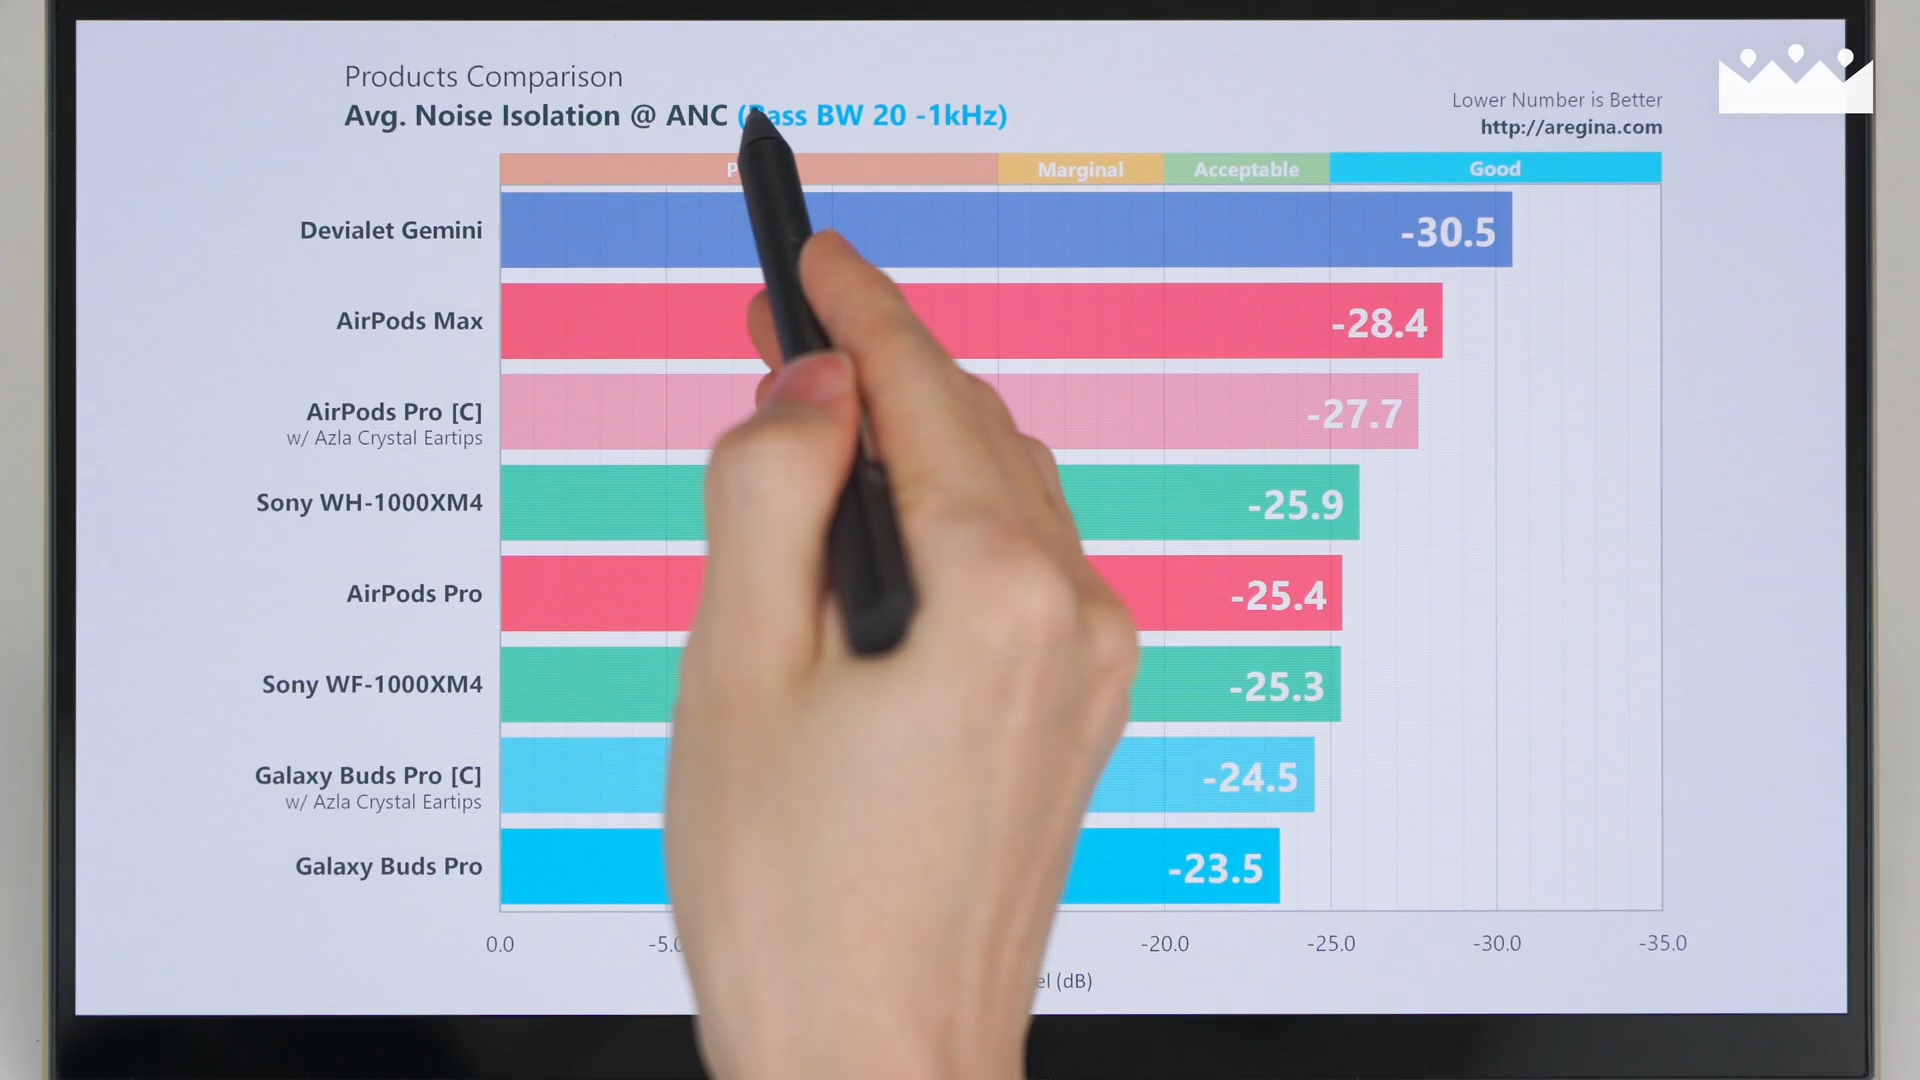 Products Comparison
Avg. Noise Isolation @ ANC (Bass BW 20 -1kHz)
Lower Number is Better
http://aregina.com
Marginal
Acceptable
Good
Devialet Gemini
-30.5
AirPods Max
-28.4
AirPods Pro [C]
w/ Azla Crystal Eartips
-27.7
Sony WH-1000XM4
-25.9
AirPods Pro
-25.4
Sony WF-1000XM4
-25.3
Galaxy Buds Pro [C]
w/ Azla Crystal Eartips
-24.5
Galaxy Buds Pro
-23.5
0.0
-5.0
-20.0
-25.0
-30.0
-35.0
(dB)